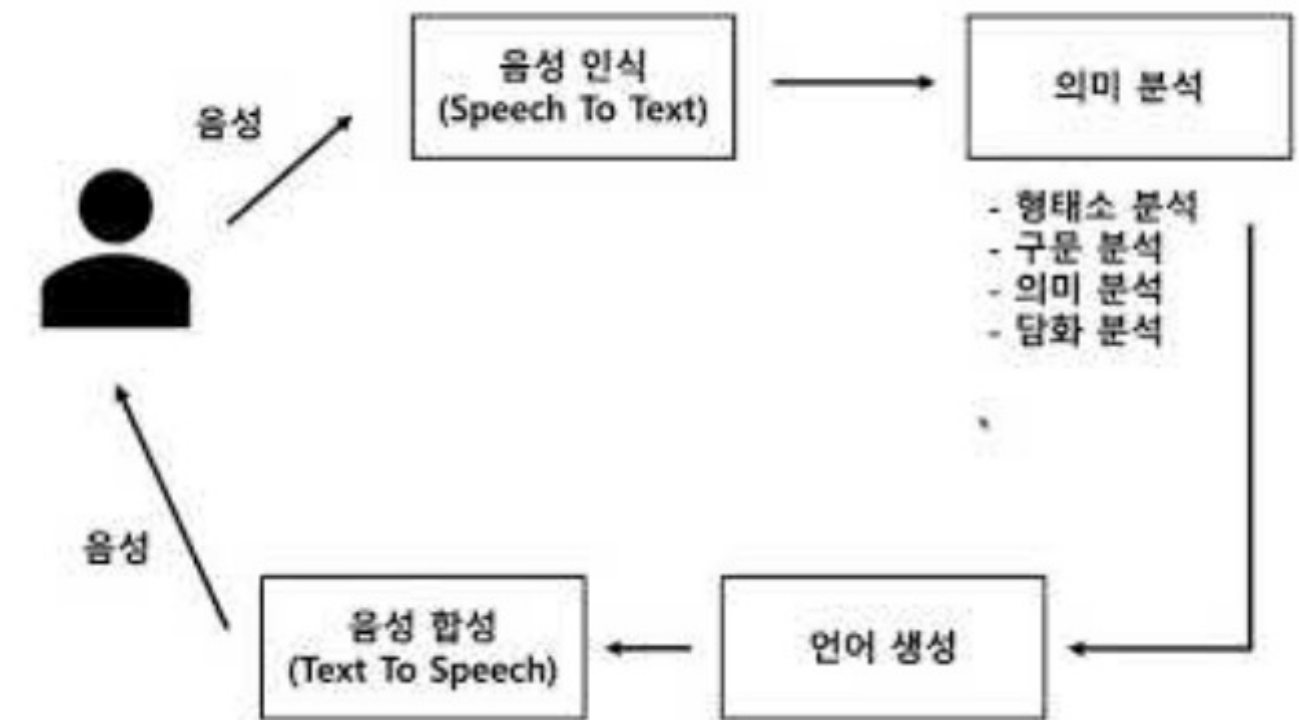 음성
음성 인식
(Speech To Text)
의미 분석
- 형태소 분석
- 구문 분석
- 의미 분석
- 담화 분석
언어 생성
음성 합성
(Text To Speech)
음성